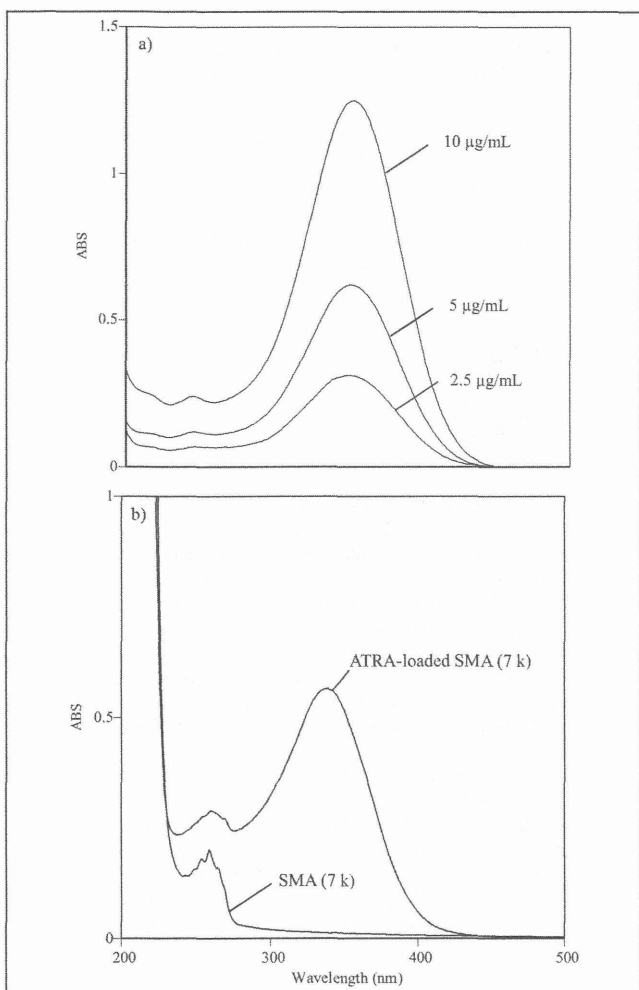 1.5
a)
10 µg/mL
1
ABS
5 µg/mL
0.5
2.5 µg/mL
0
1
b)
ATRA-loaded SMA (7 k)
ABS
0.5
SMA (7 k)
0
200 300 400 500
Wavelength (nm)